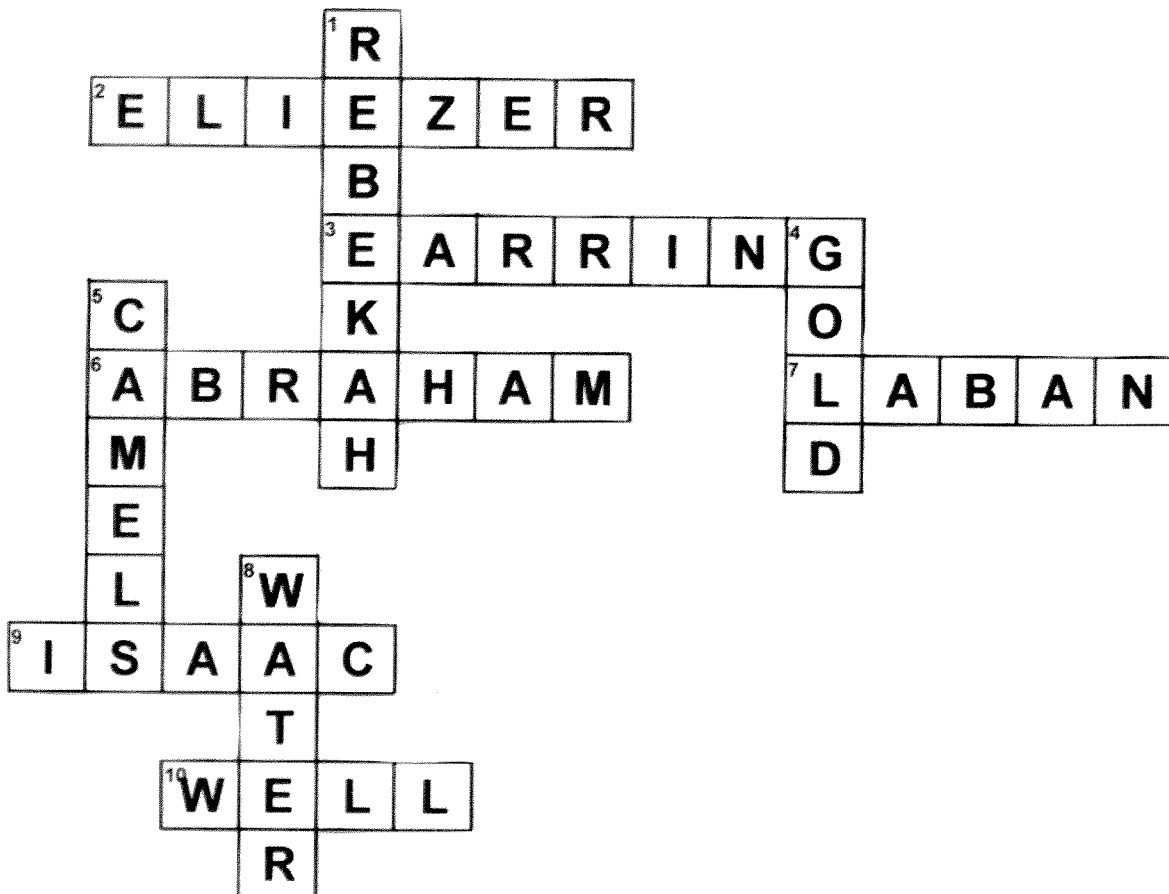 1 R
2 E L I E Z E R
B
3 E A R R I N 4 G
5 C K O
6 A B R A H A M 7 L A B A N
M H D
E
L 8 W
9 I S A A C
T
10 W E L L
R